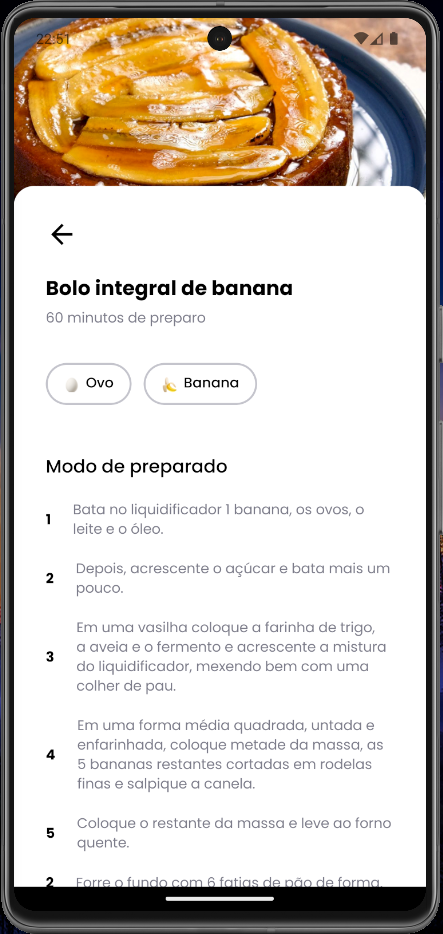 22:51
Bolo integral de banana
60 minutos de preparo
Ovo
Banana
Modo de preparado
1 Bata no liquidificador 1 banana, os ovos, o
leite e o óleo.
2 Depois, acrescente o açúcar e bata mais um
pouco.
3 Em uma vasilha coloque a farinha de trigo,
a aveia e o fermento e acrescente a mistura
do liquidificador, mexendo bem com uma
colher de pau.
4 Em uma forma média quadrada, untada e
enfarinhada, coloque metade da massa, as
5 bananas restantes cortadas em rodelas
finas e salpique a canela.
5 Coloque o restante da massa e leve ao forno
quente.
2 Forre o fundo com 6 fatias de pão de forma,